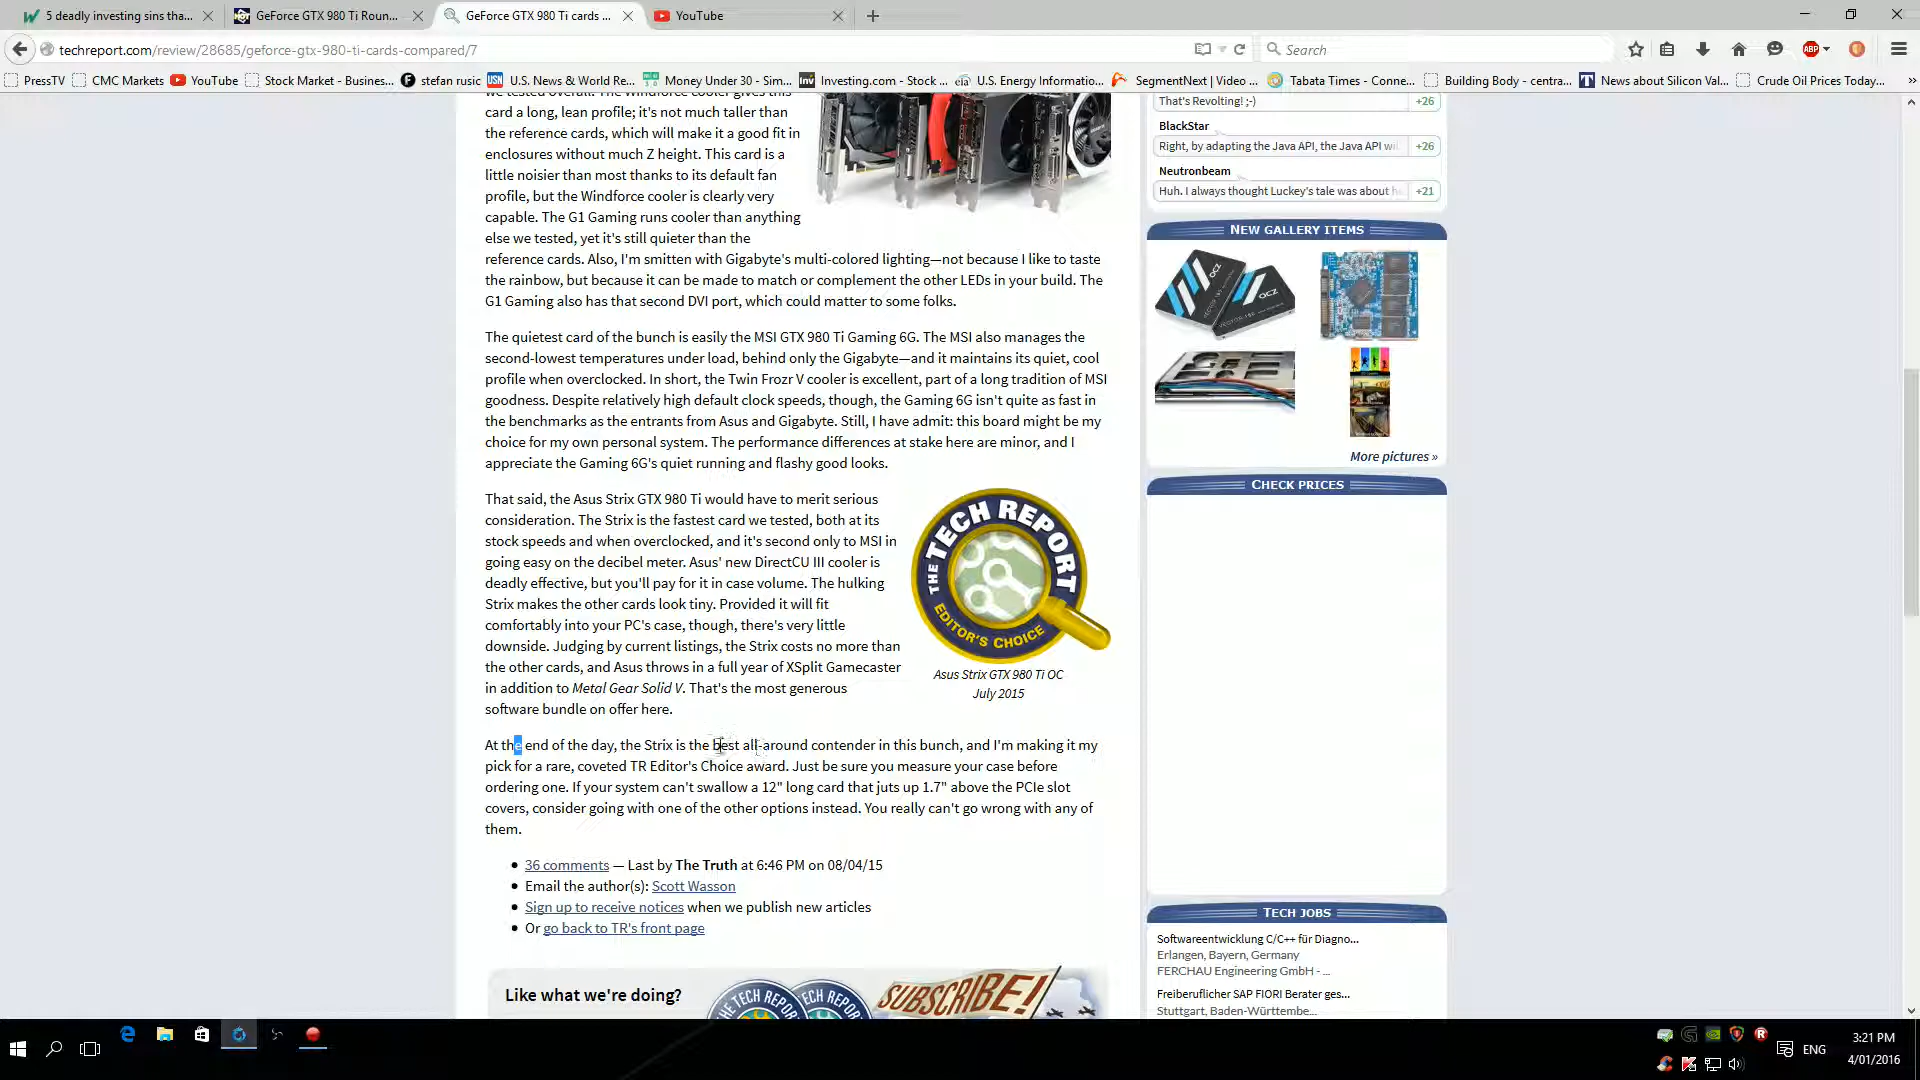 5 deadly investing sins tha...
GeForce GTX 980 Ti Roun...
GeForce GTX 980 Ti cards ...
YouTube
techreport.com/review/28685/geforce-gtx-980-ti-cards-compared/7
Search
ABP
PressTV
CMC Markets
YouTube
Stock Market - Busines...
stefan rusic
U.S. News & World Re...
Money Under 30 - Sim...
Investing.com - Stock ...
U.S. Energy Informatio...
SegmentNext | Video ...
Tabata Times - Conne...
Building Body - centra...
News about Silicon Val...
Crude Oil Prices Today...
we tested overall. The Windforce cooler gives this
card a long, lean profile; it's not much taller than
the reference cards, which will make it a good fit in
enclosures without much Z height. This card is a
little noisier than most thanks to its default fan
profile, but the Windforce cooler is clearly very
capable. The G1 Gaming runs cooler than anything
else we tested, yet it's still quieter than the
reference cards. Also, I'm smitten with Gigabyte's multi-colored lighting—not because I like to taste
the rainbow, but because it can be made to match or complement the other LEDs in your build. The
G1 Gaming also has that second DVI port, which could matter to some folks.
The quietest card of the bunch is easily the MSI GTX 980 Ti Gaming 6G. The MSI also manages the
second-lowest temperatures under load, behind only the Gigabyte—and it maintains its quiet, cool
profile when overclocked. In short, the Twin Frozr V cooler is excellent, part of a long tradition of MSI
goodness. Despite relatively high default clock speeds, though, the Gaming 6G isn't quite as fast in
the benchmarks as the entrants from Asus and Gigabyte. Still, I have admit: this board might be my
choice for my own personal system. The performance differences at stake here are minor, and I
appreciate the Gaming 6G's quiet running and flashy good looks.
That said, the Asus Strix GTX 980 Ti would have to merit serious
consideration. The Strix is the fastest card we tested, both at its
stock speeds and when overclocked, and it's second only to MSI in
going easy on the decibel meter. Asus' new DirectCU III cooler is
deadly effective, but you'll pay for it in case volume. The hulking
Strix makes the other cards look tiny. Provided it will fit
comfortably into your PC's case, though, there's very little
downside. Judging by current listings, the Strix costs no more than
the other cards, and Asus throws in a full year of XSplit Gamecaster
in addition to Metal Gear Solid V. That's the most generous
software bundle on offer here.
THE TECH REPORT
EDITOR'S CHOICE
Asus Strix GTX 980 Ti OC
July 2015
At the end of the day, the Strix is the best all-around contender in this bunch, and I'm making it my
pick for a rare, coveted TR Editor's Choice award. Just be sure you measure your case before
ordering one. If your system can't swallow a 12" long card that juts up 1.7" above the PCIe slot
covers, consider going with one of the other options instead. You really can't go wrong with any of
them.
36 comments — Last by The Truth at 6:46 PM on 08/04/15
Email the author(s): Scott Wasson
Sign up to receive notices when we publish new articles
Or go back to TR's front page
Like what we're doing?
SUBSCRIBE!
That's Revolting! ;-)
+26
BlackStar
Right, by adapting the Java API, the Java API wi
+26
Neutronbeam
Huh. I always thought Luckey's tale was about he
+21
NEW GALLERY ITEMS
OCZ
OCZ
More pictures »
CHECK PRICES
TECH JOBS
Softwareentwicklung C/C++ für Diagno...
Erlangen, Bayern, Germany
FERCHAU Engineering GmbH - ...
Freiberuflicher SAP FIORI Berater ges...
Stuttgart, Baden-Württembe...
ENG
3:21 PM
4/01/2016